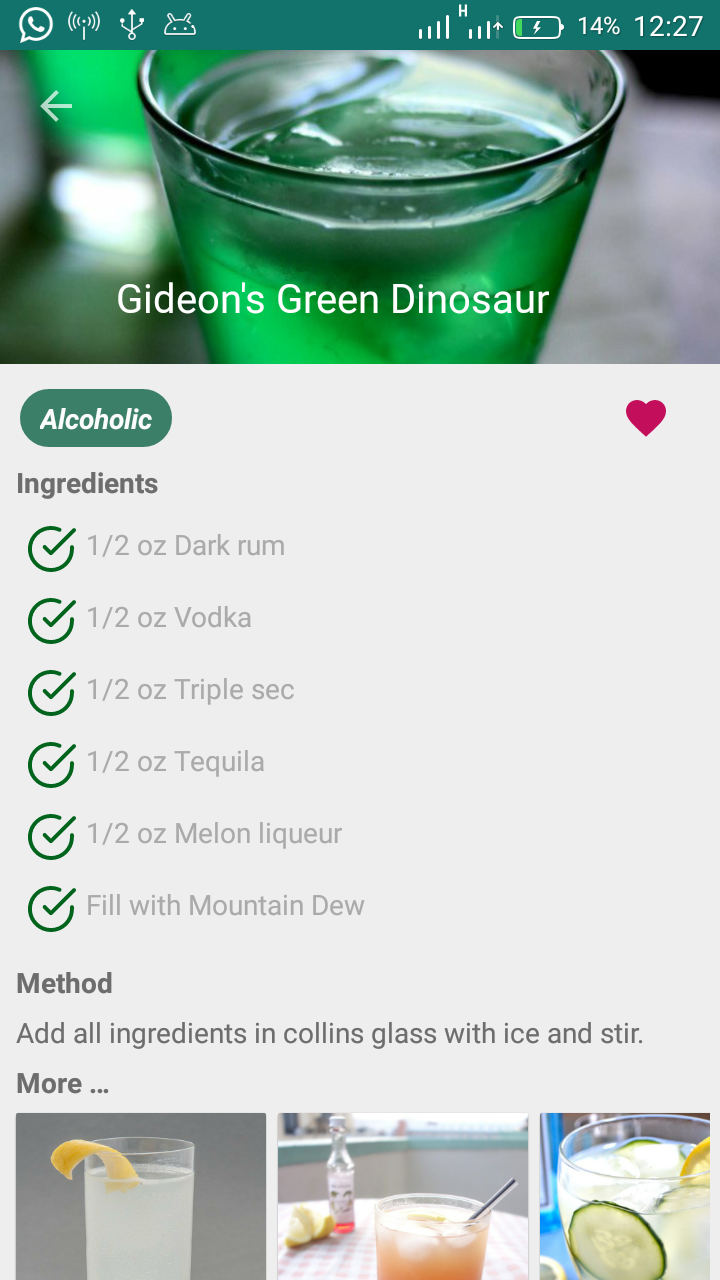 H
14% 12:27
Gideon's Green Dinosaur
Alcoholic
Ingredients
1/2 oz Dark rum
1/2 oz Vodka
1/2 oz Triple sec
1/2 oz Tequila
1/2 oz Melon liqueur
Fill with Mountain Dew
Method
Add all ingredients in collins glass with ice and stir.
More ...